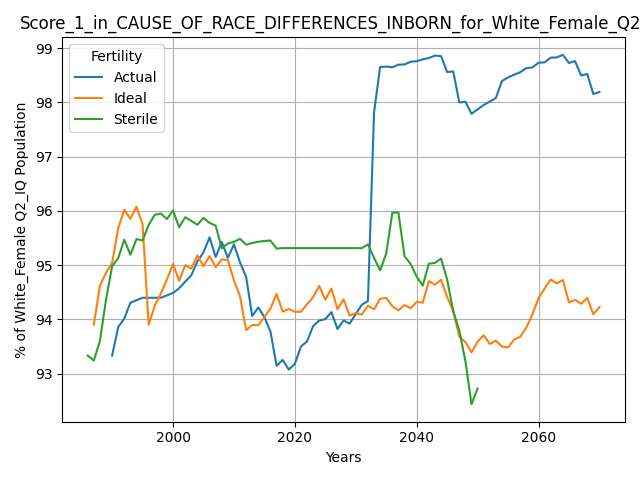 Score_1_in_CAUSE_OF_RACE_DIFFERENCES_INBORN_for_White_Female_Q2
Fertility
Actual
Ideal
Sterile
% of White_Female Q2_IQ Population
99
98
97
96
95
94
93
2000
2020
2040
2060
Years